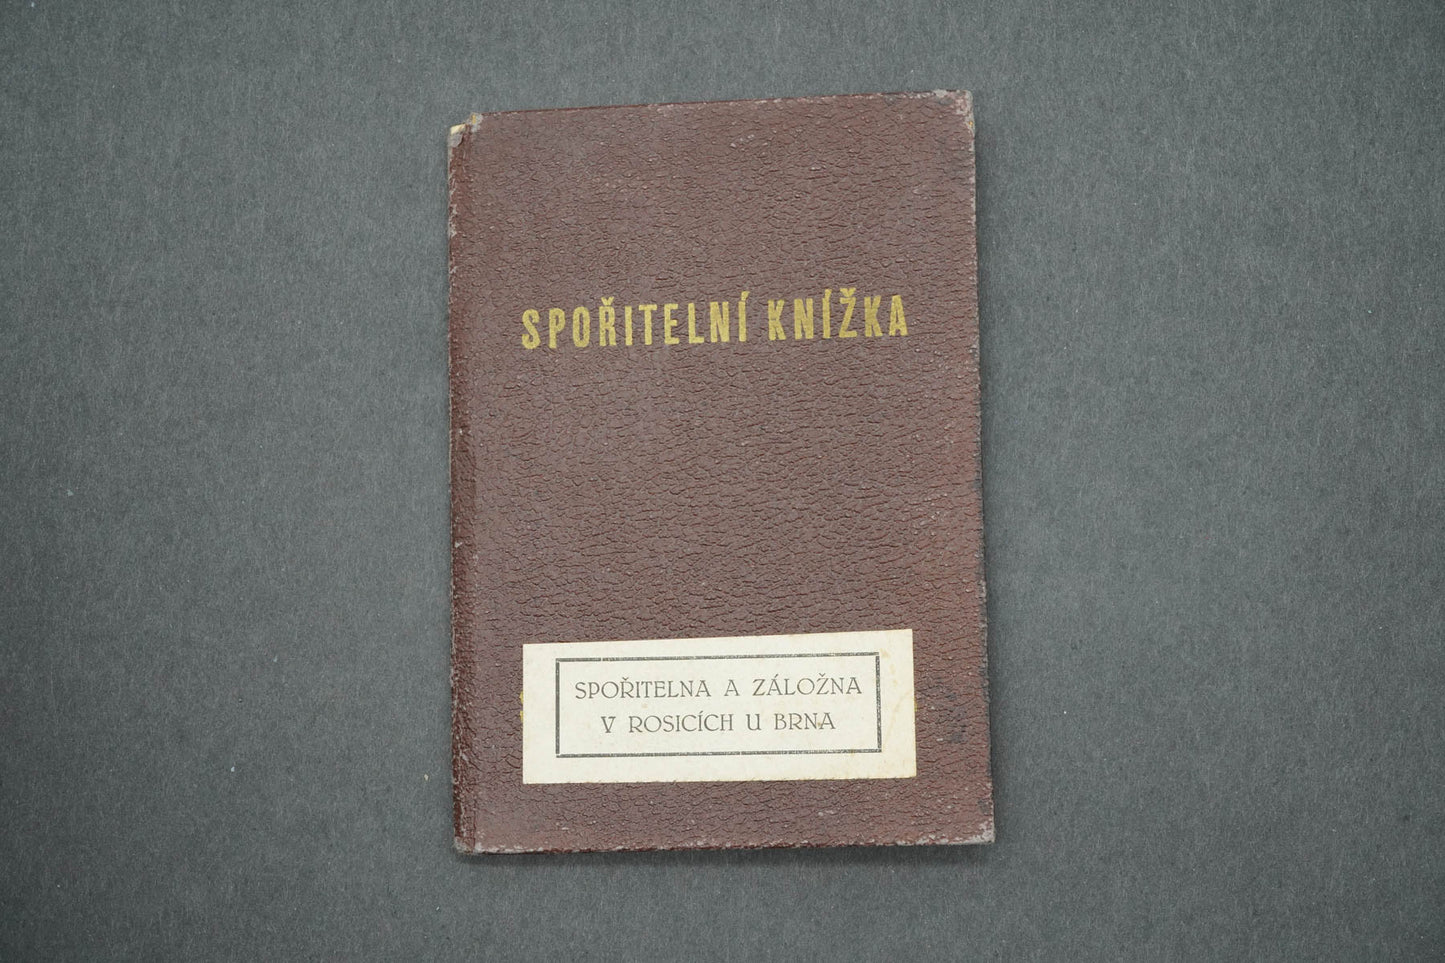 SPOŘITELNÍ KNÍŽKA
SPOŘITELNA A ZÁLOŽNA
V ROSICÍCH U BRNA